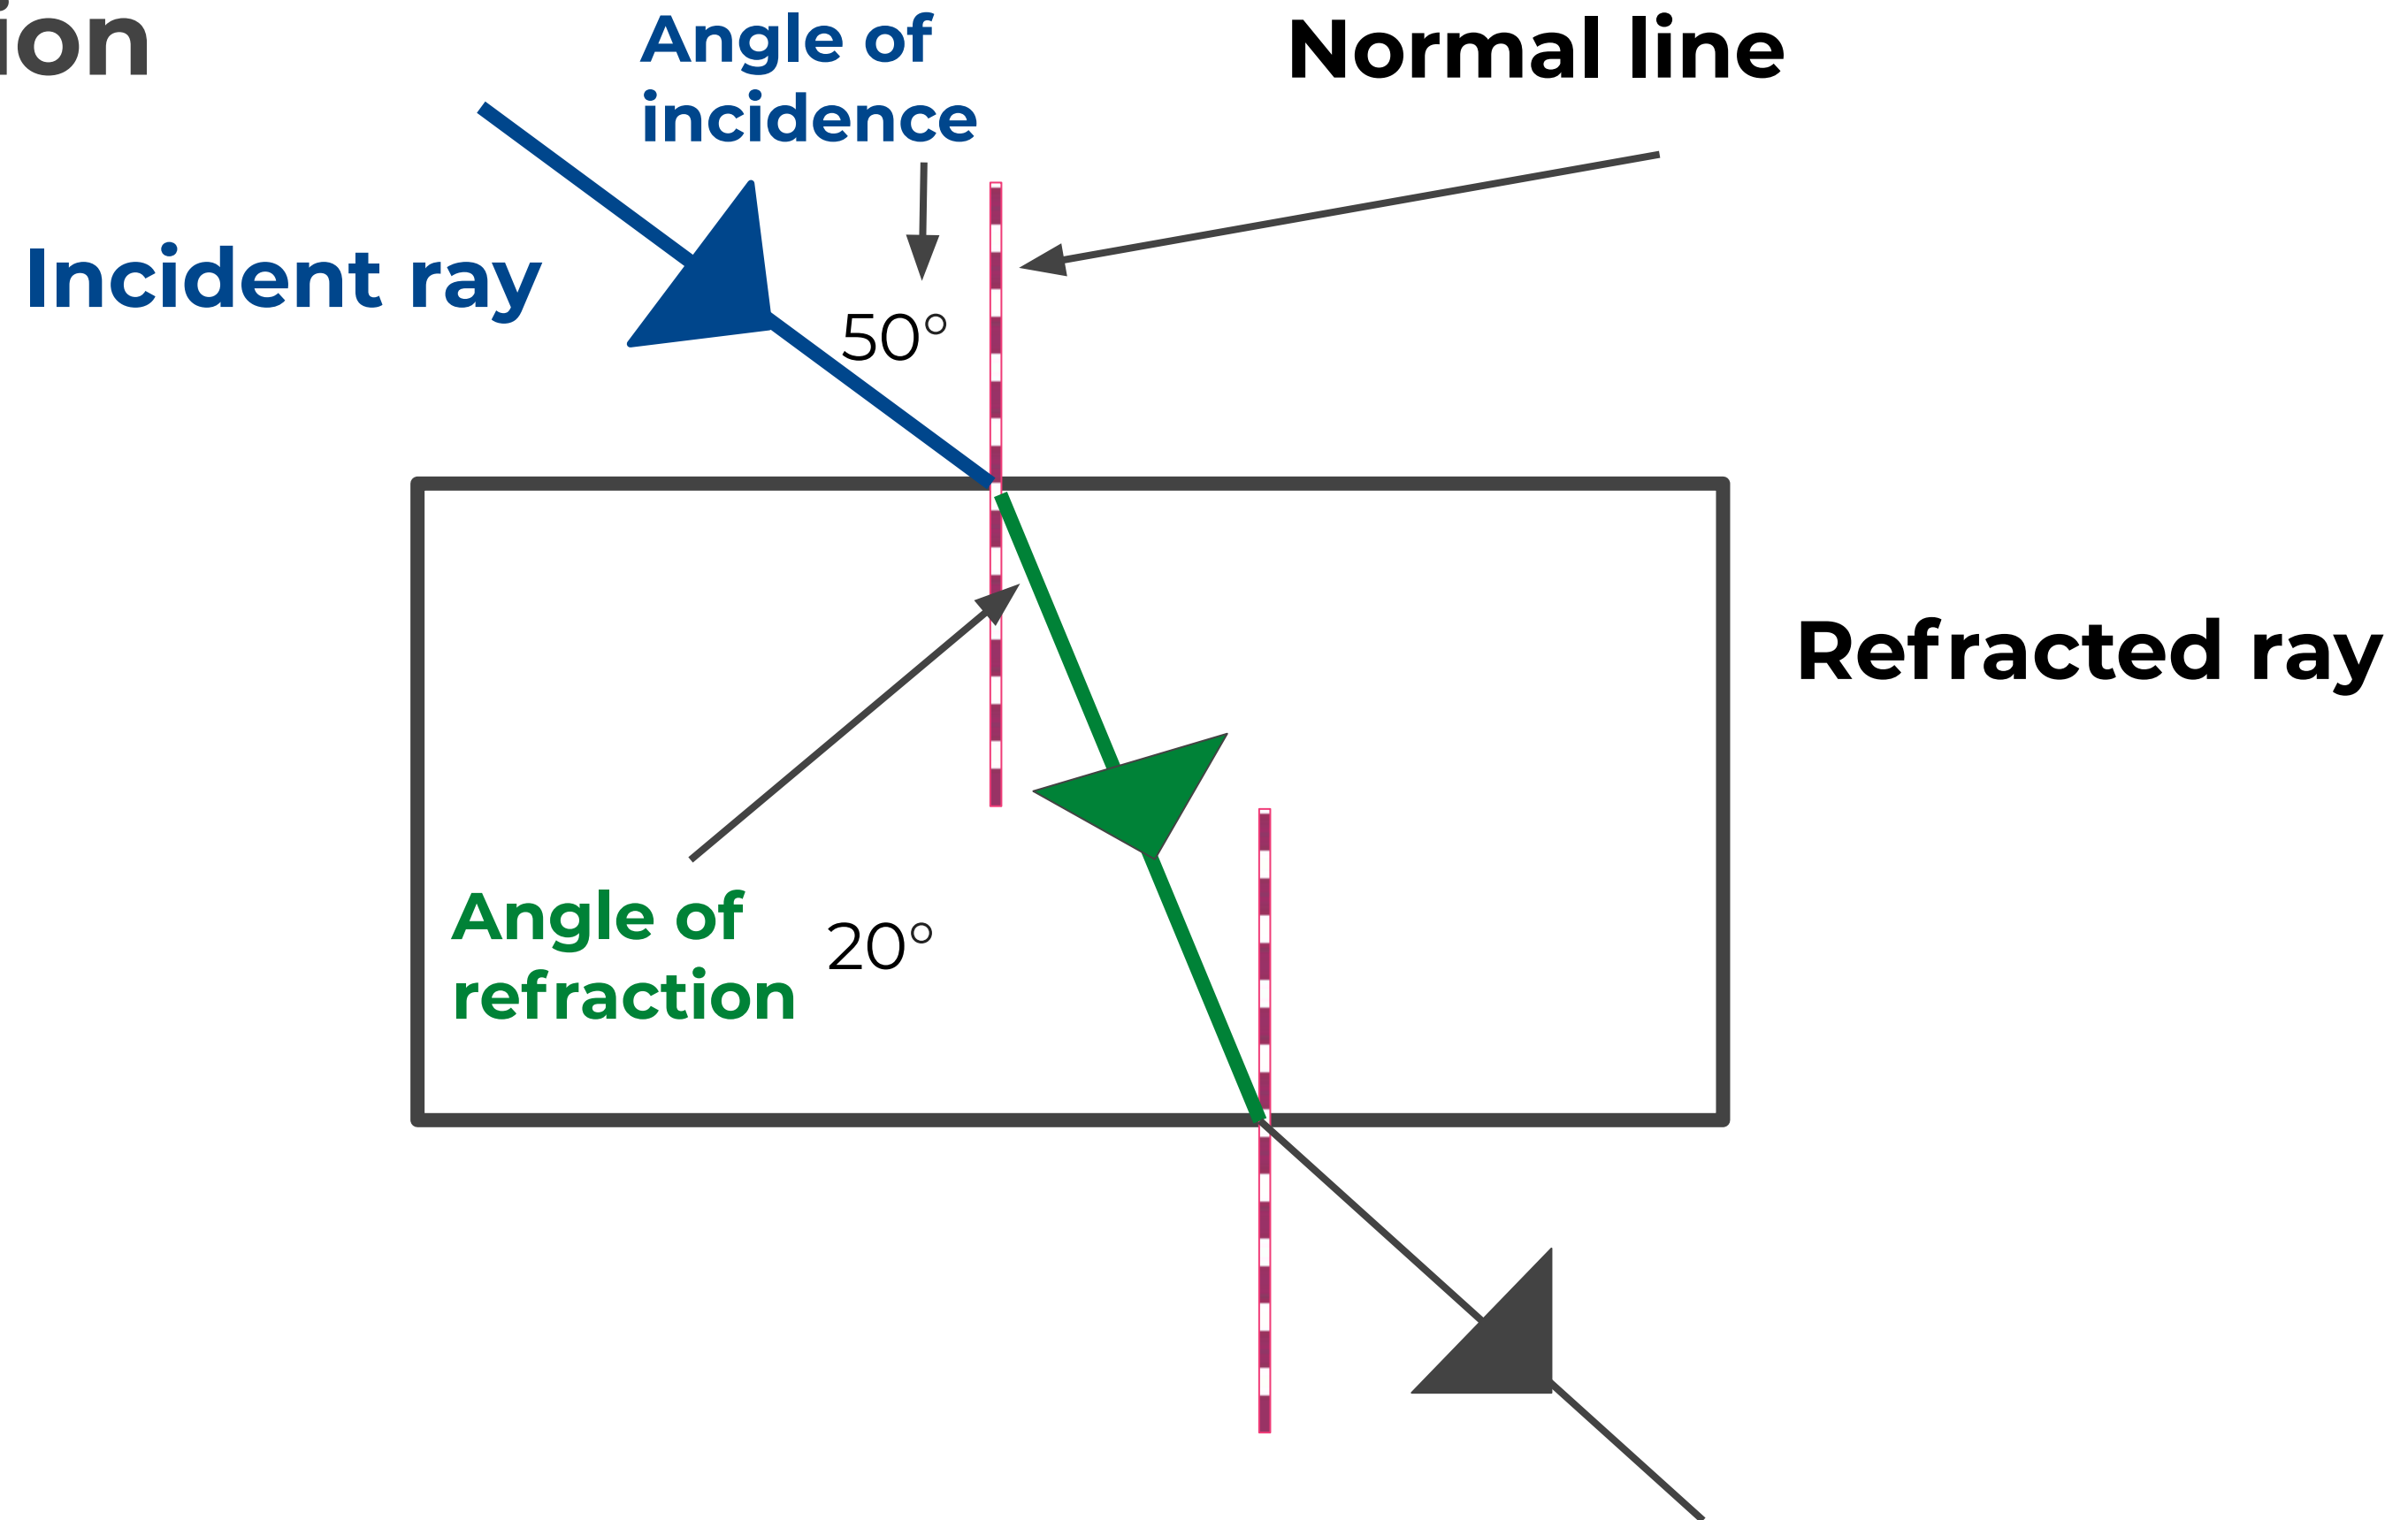 ion
Angle of
incidence
Normal line
Incident ray
50°
Refracted ray
Angle of
refraction
20°